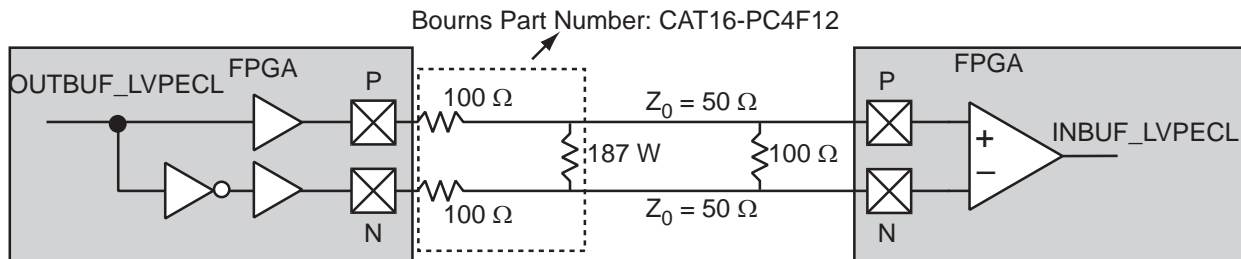 Bourns Part Number: CAT16-PC4F12
OUTBUF_LVPECL
FPGA
P
100 Ω
Z0 = 50 Ω
P
FPGA
187 W
100 Ω
+
–
INBUF_LVPECL
100 Ω
N
Z0 = 50 Ω
N